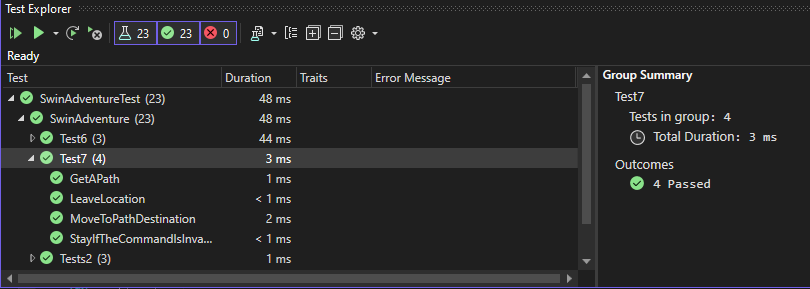 Test Explorer
23 23 0
Ready
Test Duration Traits Error Message
SwinAdventureTest (23) 48 ms
SwinAdventure (23) 48 ms
Test6 (3) 44 ms
Test7 (4) 3 ms
GetAPath 1 ms
LeaveLocation < 1 ms
MoveToPathDestination 2 ms
StayIfTheCommandIsInva... < 1 ms
Tests2 (3) 1 ms
Group Summary
Test7
Tests in group: 4
Total Duration: 3 ms
Outcomes
4 Passed